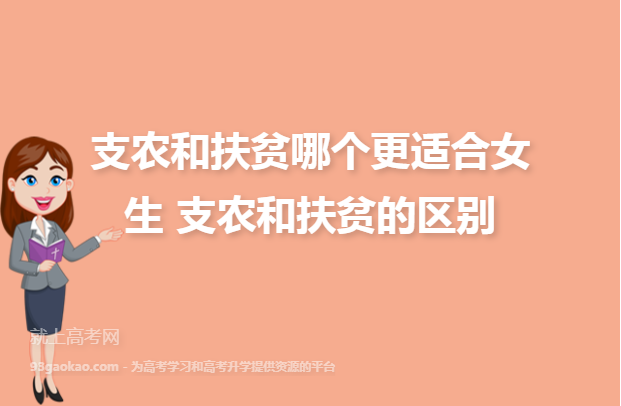 支农和扶贫哪个更适合女
生 支农和扶贫的区别
就上高考网
93gaokao.com - 为高考学习和高考升学提供资源的平台